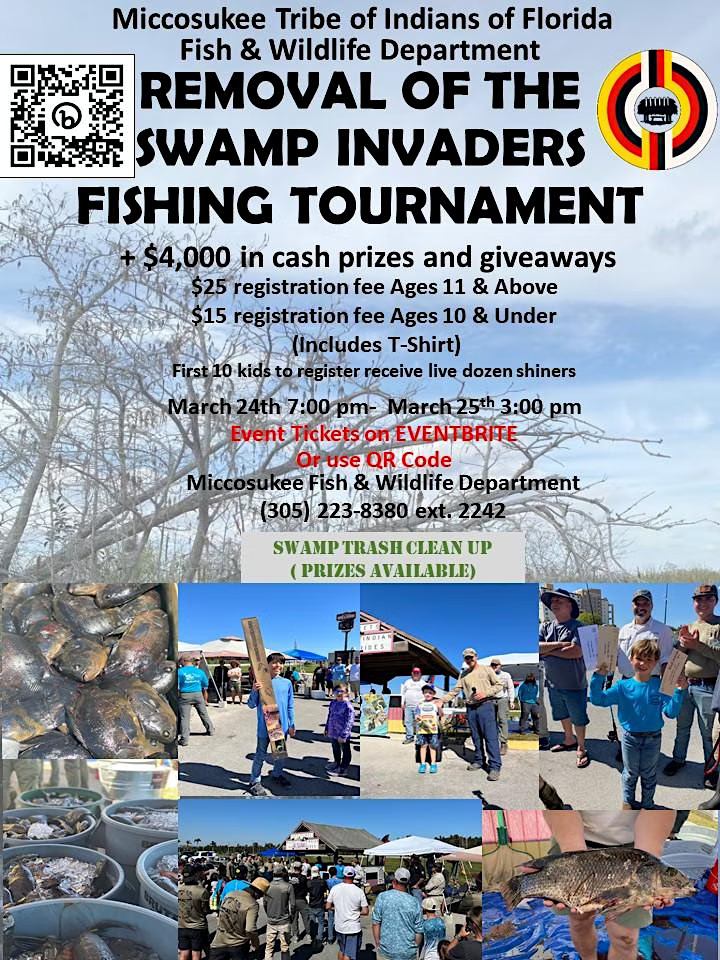 Miccosukee Tribe of Indians of Florida
Fish & Wildlife Department
REMOVAL OF THE
SWAMP INVADERS
FISHING TOURNAMENT
+ $4,000 in cash prizes and giveaways
$25 registration fee Ages 11 & Above
$15 registration fee Ages 10 & Under
(Includes T-Shirt)
First 10 kids to register receive live dozen shiners
March 24th 7:00 pm- March 25th 3:00 pm
Event Tickets on EVENTBRITE
Or use QR Code
Miccosukee Fish & Wildlife Department
(305) 223-8380 ext. 2242
SWAMP TRASH CLEAN UP
( PRIZES AVAILABLE)
INDIAN